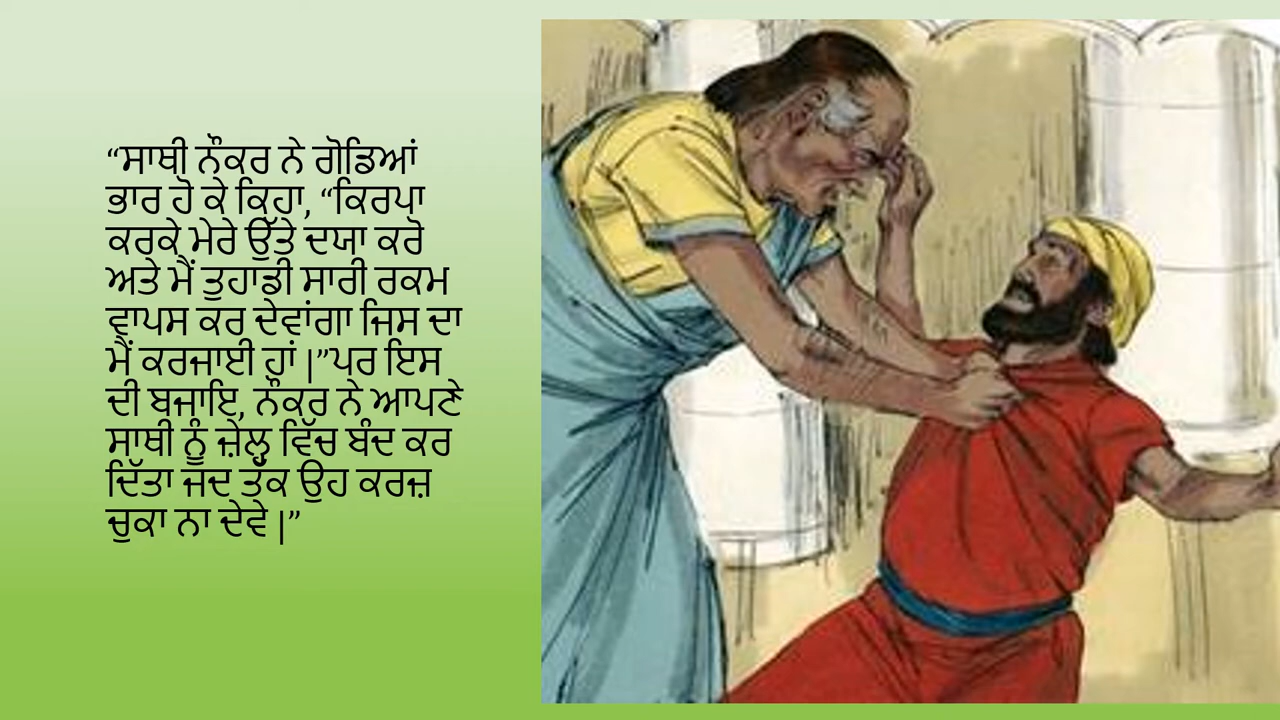 “ਸਾਥੀ ਨੌਕਰ ਨੇ ਗੋਡਿਆਂ
ਭਾਰ ਹੋ ਕੇ ਕਿਹਾ, “ਕਿਰਪਾ
ਕਰਕੇ ਮੇਰੇ ਉੱਤੇ ਦਯਾ ਕਰੋ
ਅਤੇ ਮੈਂ ਤੁਹਾਡੀ ਸਾਰੀ ਰਕਮ
ਵਾਪਸ ਕਰ ਦੇਵਾਂਗਾ ਜਿਸ ਦਾ
ਮੈਂ ਕਰਜਾਈ ਹਾਂ |”ਪਰ ਇਸ
ਦੀ ਬਜਾਇ, ਨੌਕਰ ਨੇ ਆਪਣੇ
ਸਾਥੀ ਨੂੰ ਜ਼ੇਲ੍ਹ ਵਿੱਚ ਬੰਦ ਕਰ
ਦਿੱਤਾ ਜਦ ਤੱਕ ਉਹ ਕਰਜ਼
ਚੁਕਾ ਨਾ ਦੇਵੇ |”